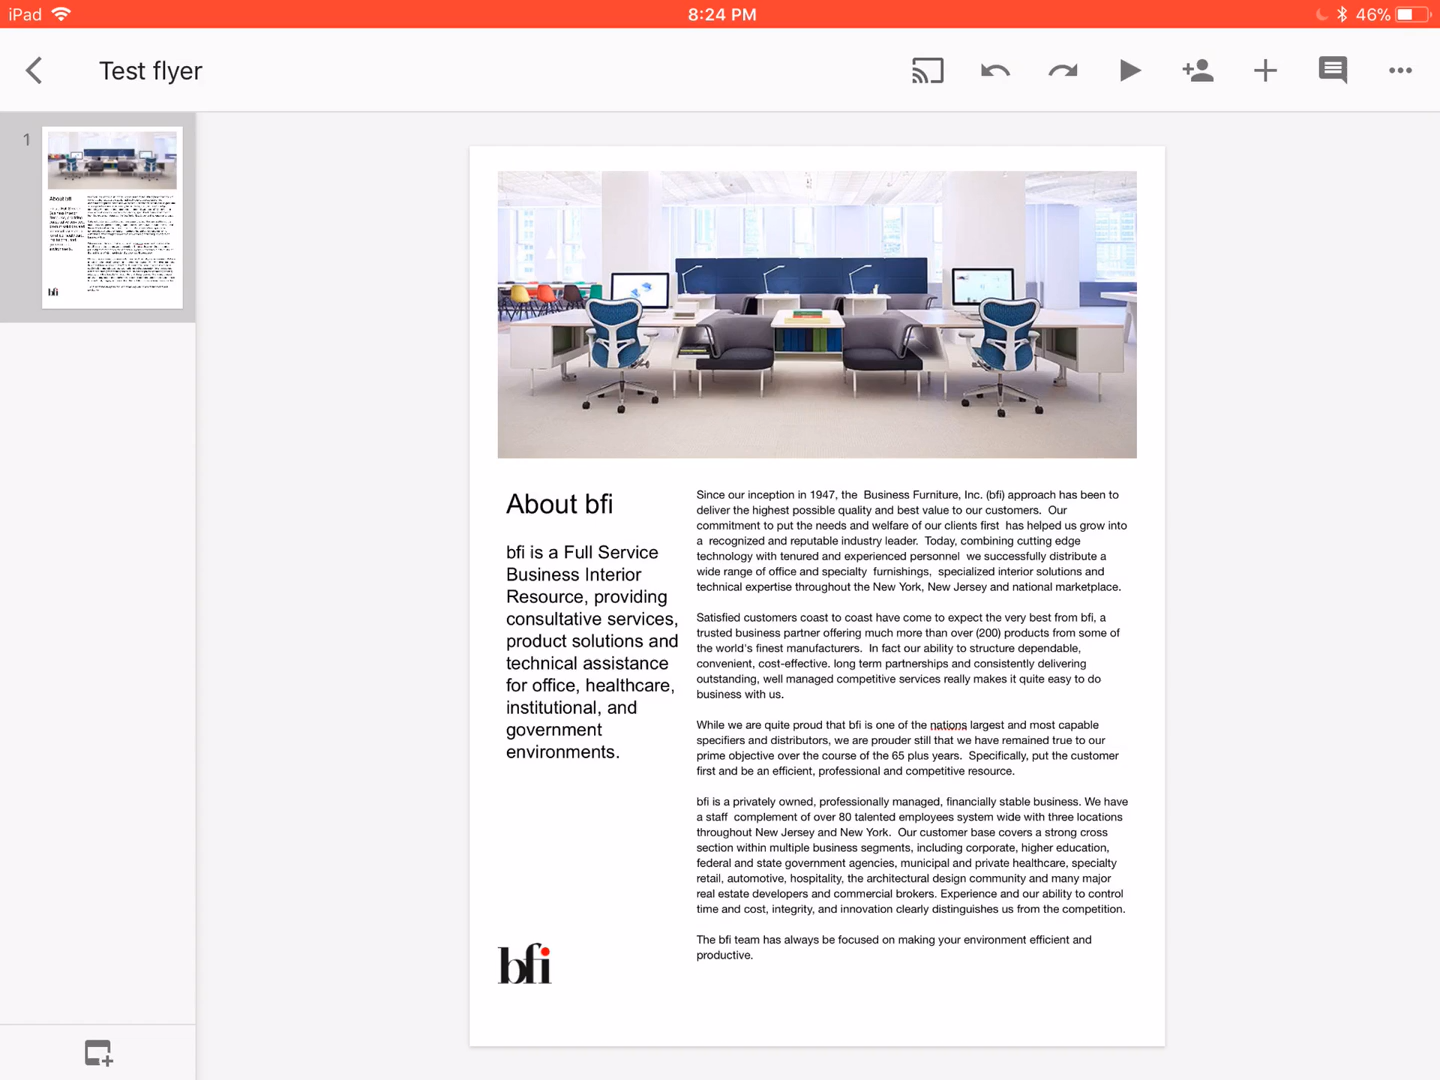 iPad
8:24 PM
46%
Test flyer
1
About bfi
bfi is a Full Service
Business Interior
Resource, providing
consultative services,
product solutions and
technical assistance
for office, healthcare,
institutional, and
government
environments.
Since our inception in 1947, the  Business Furniture, Inc. (bfi) approach has been to
deliver the highest possible quality and best value to our customers.  Our
commitment to put the needs and welfare of our clients first  has helped us grow into
a  recognized and reputable industry leader.  Today, combining cutting edge
technology with tenured and experienced personnel  we successfully distribute a
wide range of office and specialty  furnishings,  specialized interior solutions and
technical expertise throughout the New York, New Jersey and national marketplace.
Satisfied customers coast to coast have come to expect the very best from bfi, a
trusted business partner offering much more than over (200) products from some of
the world's finest manufacturers.  In fact our ability to structure dependable,
convenient, cost-effective. long term partnerships and consistently delivering
outstanding, well managed competitive services really makes it quite easy to do
business with us.
While we are quite proud that bfi is one of the nations largest and most capable
specifiers and distributors, we are prouder still that we have remained true to our
prime objective over the course of the 65 plus years.  Specifically, put the customer
first and be an efficient, professional and competitive resource.
bfi is a privately owned, professionally managed, financially stable business. We have
a staff  complement of over 80 talented employees system wide with three locations
throughout New Jersey and New York.  Our customer base covers a strong cross
section within multiple business segments, including corporate, higher education,
federal and state government agencies, municipal and private healthcare, specialty
retail, automotive, hospitality, the architectural design community and many major
real estate developers and commercial brokers. Experience and our ability to control
time and cost, integrity, and innovation clearly distinguishes us from the competition.
The bfi team has always be focused on making your environment efficient and
productive.
bfi